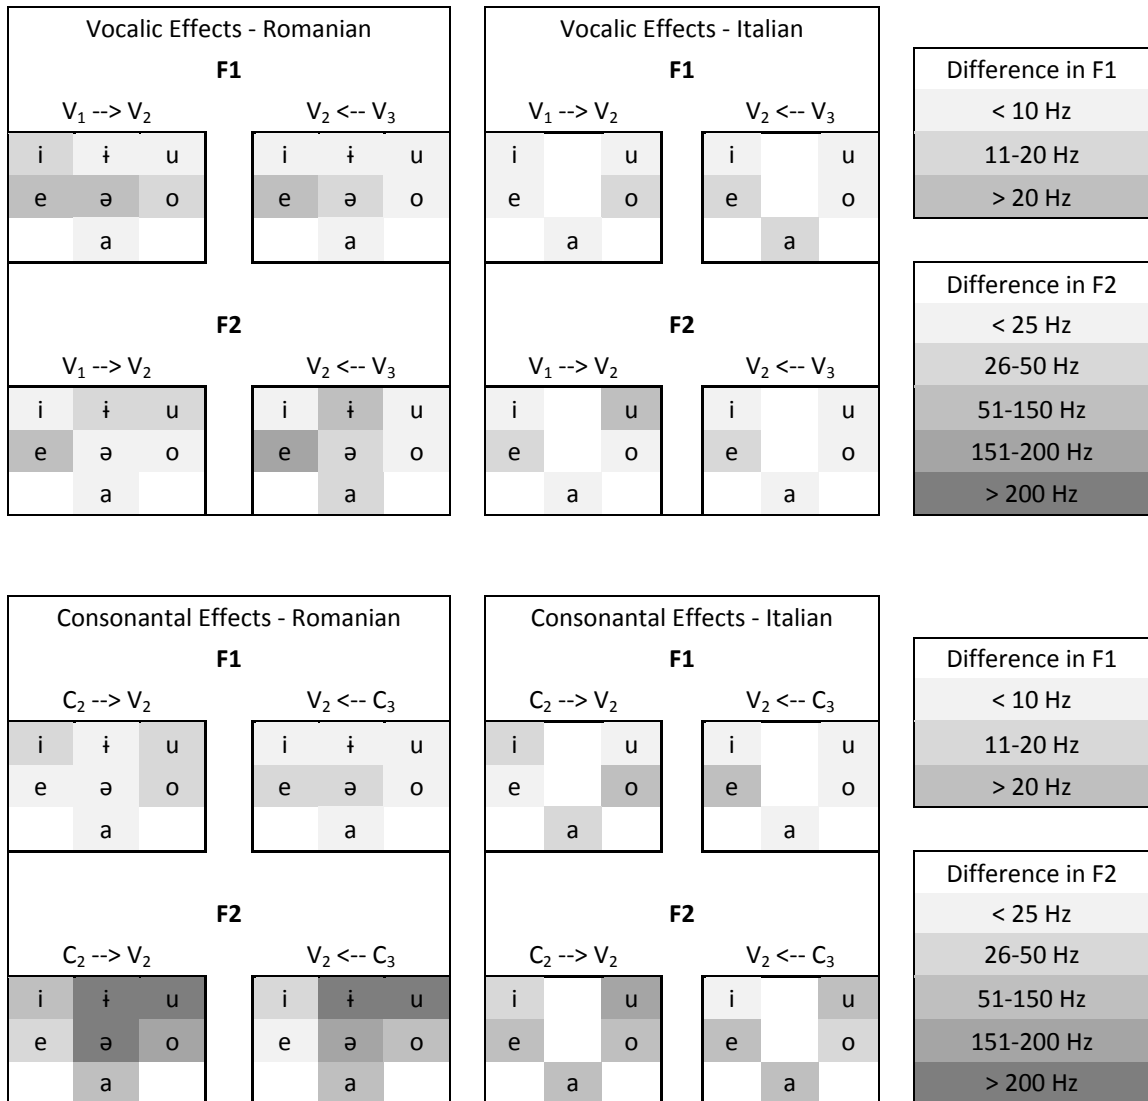 Vocalic Effects - Romanian
F1
V₁ --> V₂ V₂ <-- V₃
i ɨ u i ɨ u
e ə o e ə o
a a
F2
V₁ --> V₂ V₂ <-- V₃
i ɨ u i ɨ u
e ə o e ə o
a a
Vocalic Effects - Italian
F1
V₁ --> V₂ V₂ <-- V₃
i u i u
e o e o
a a
F2
V₁ --> V₂ V₂ <-- V₃
i u i u
e o e o
a a
Difference in F1
< 10 Hz
11-20 Hz
> 20 Hz
Difference in F2
< 25 Hz
26-50 Hz
51-150 Hz
151-200 Hz
> 200 Hz
Consonantal Effects - Romanian
F1
C₂ --> V₂ V₂ <-- C₃
i ɨ u i ɨ u
e ə o e ə o
a a
F2
C₂ --> V₂ V₂ <-- C₃
i ɨ u i ɨ u
e ə o e ə o
a a
Consonantal Effects - Italian
F1
C₂ --> V₂ V₂ <-- C₃
i u i u
e o e o
a a
F2
C₂ --> V₂ V₂ <-- C₃
i u i u
e o e o
a a
Difference in F1
< 10 Hz
11-20 Hz
> 20 Hz
Difference in F2
< 25 Hz
26-50 Hz
51-150 Hz
151-200 Hz
> 200 Hz